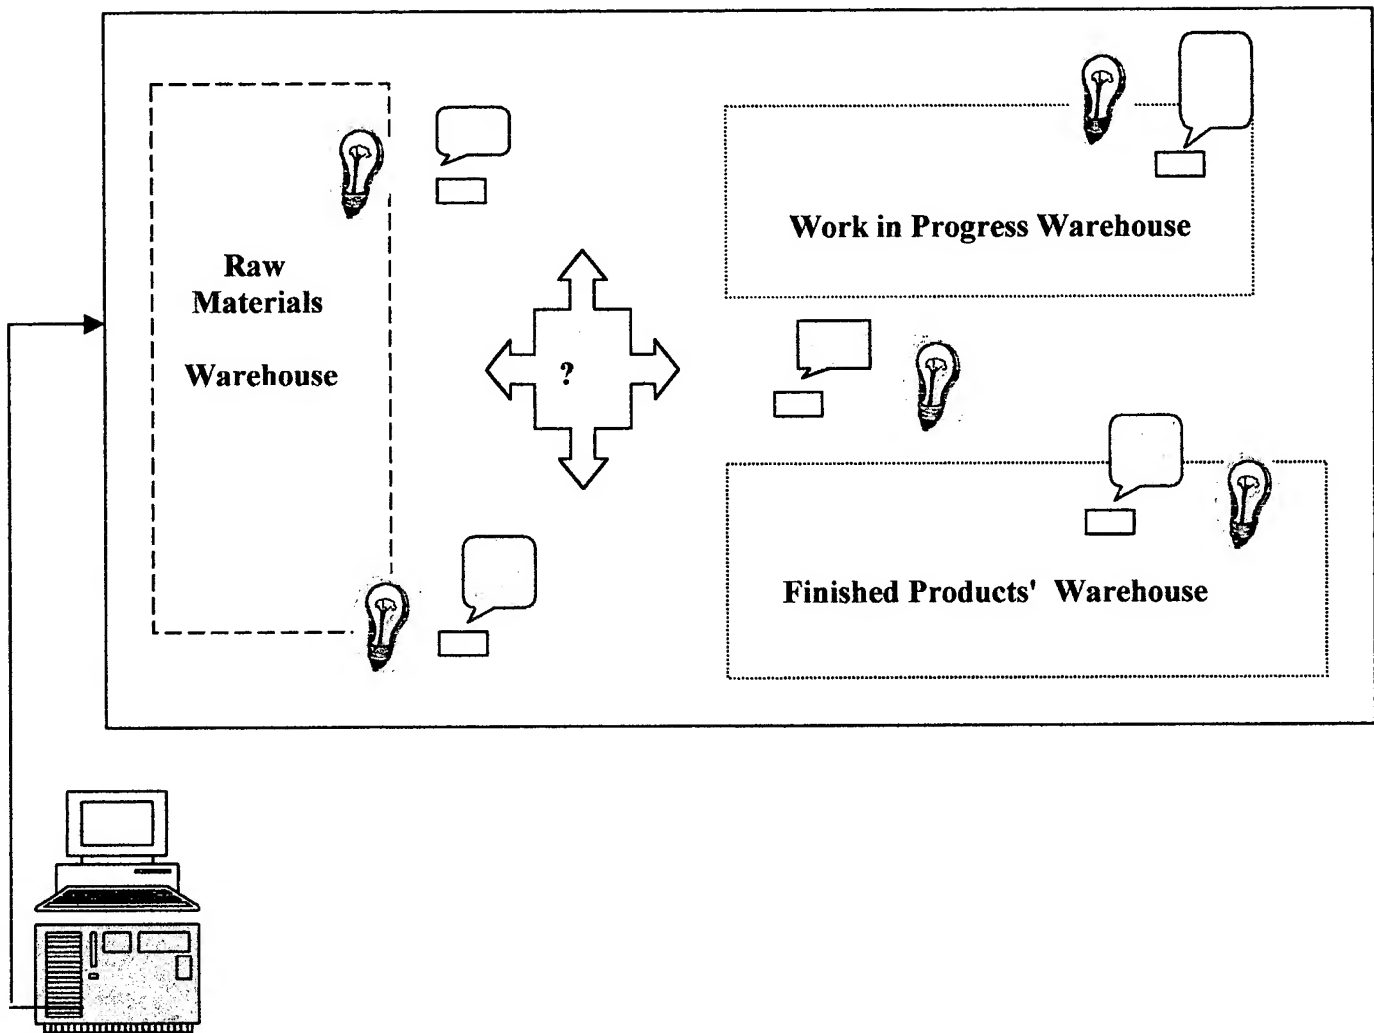 Raw
Materials
Warehouse
?
Work in Progress Warehouse
Finished Products' Warehouse